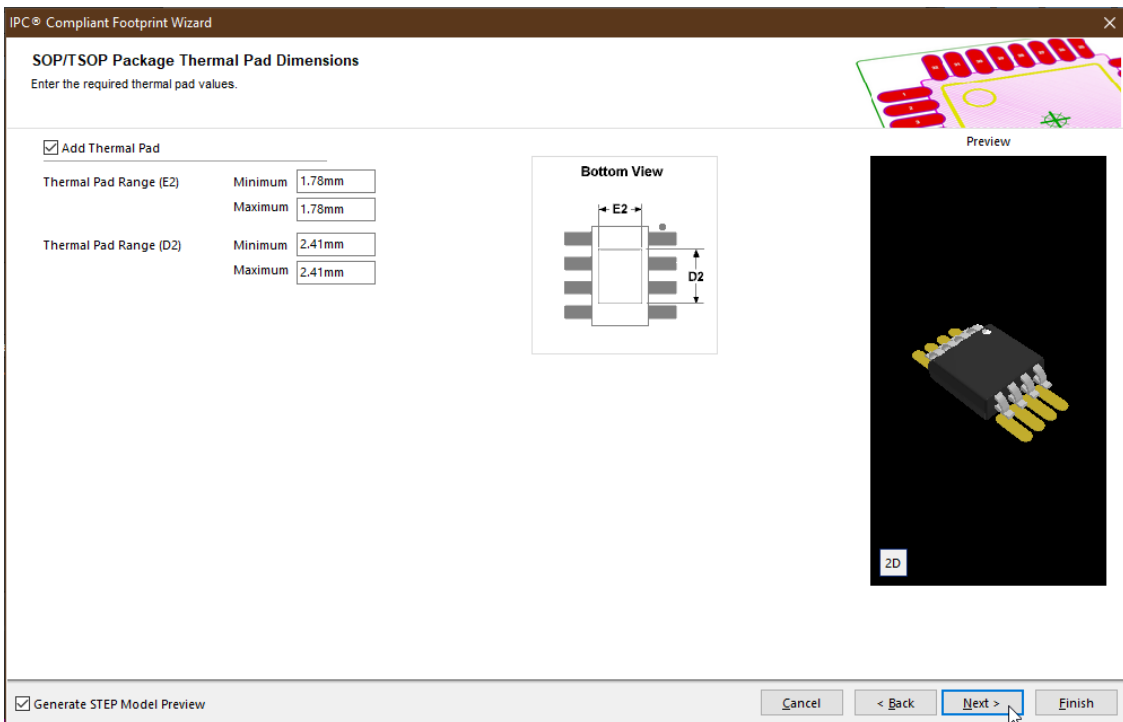 IPC® Compliant Footprint Wizard
SOP/TSOP Package Thermal Pad Dimensions
Enter the required thermal pad values.
Preview
Add Thermal Pad
Thermal Pad Range (E2) Minimum 1.78mm
Maximum 1.78mm
Thermal Pad Range (D2) Minimum 2.41mm
Maximum 2.41mm
Bottom View
E2
D2
2D
Generate STEP Model Preview
Cancel < Back Next > Finish